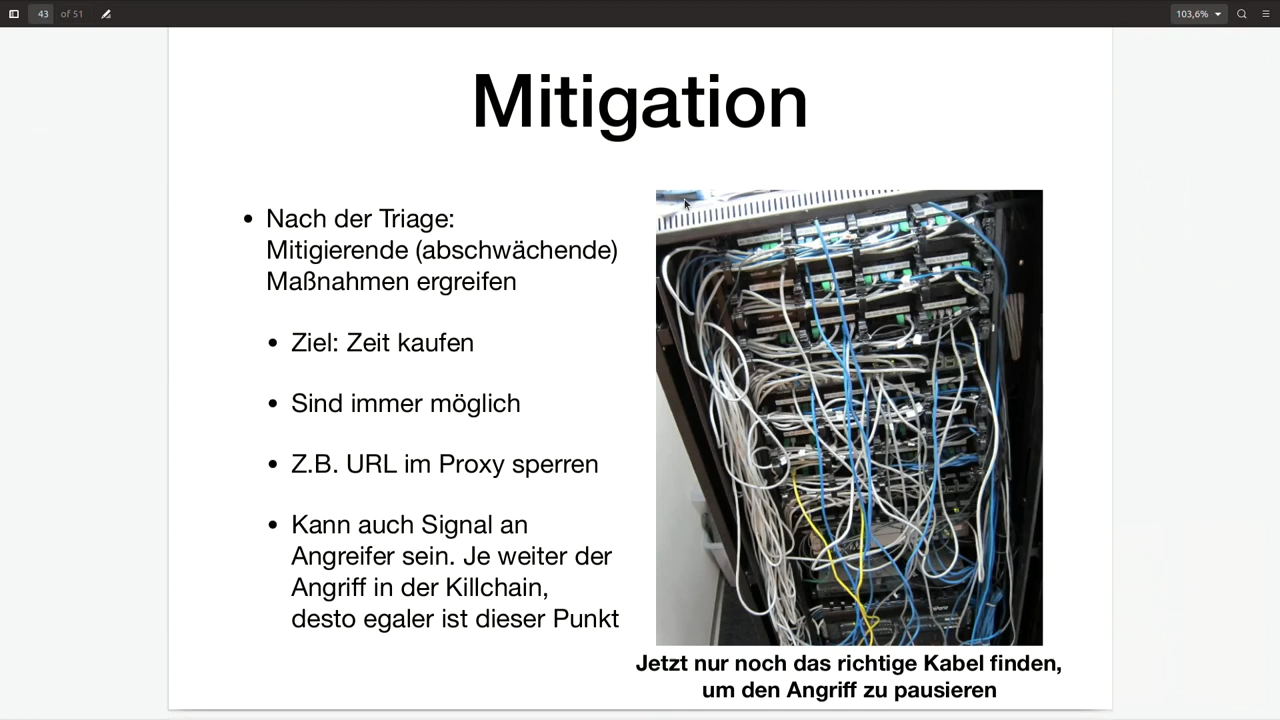 43 of 51
103,6%
Mitigation
• Nach der Triage:
Mitigierende (abschwächende)
Maßnahmen ergreifen
• Ziel: Zeit kaufen
• Sind immer möglich
• Z.B. URL im Proxy sperren
• Kann auch Signal an
Angreifer sein. Je weiter der
Angriff in der Killchain,
desto egaler ist dieser Punkt
Jetzt nur noch das richtige Kabel finden,
um den Angriff zu pausieren